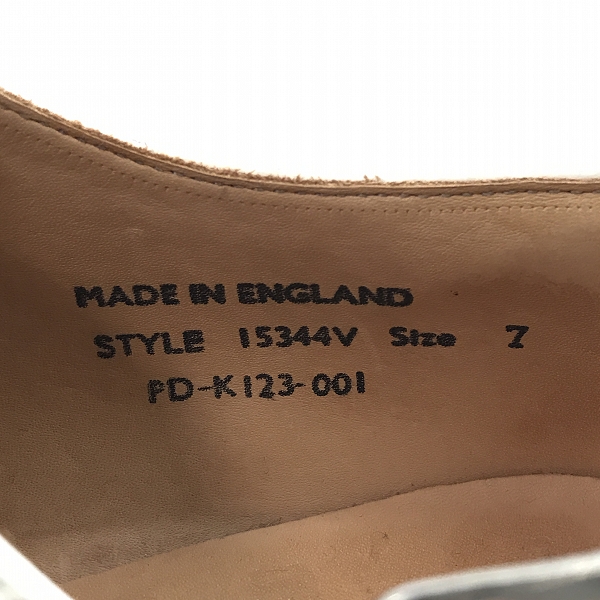 MADE IN ENGLAND
STYLE 15344V Size 7
PD-K123-001